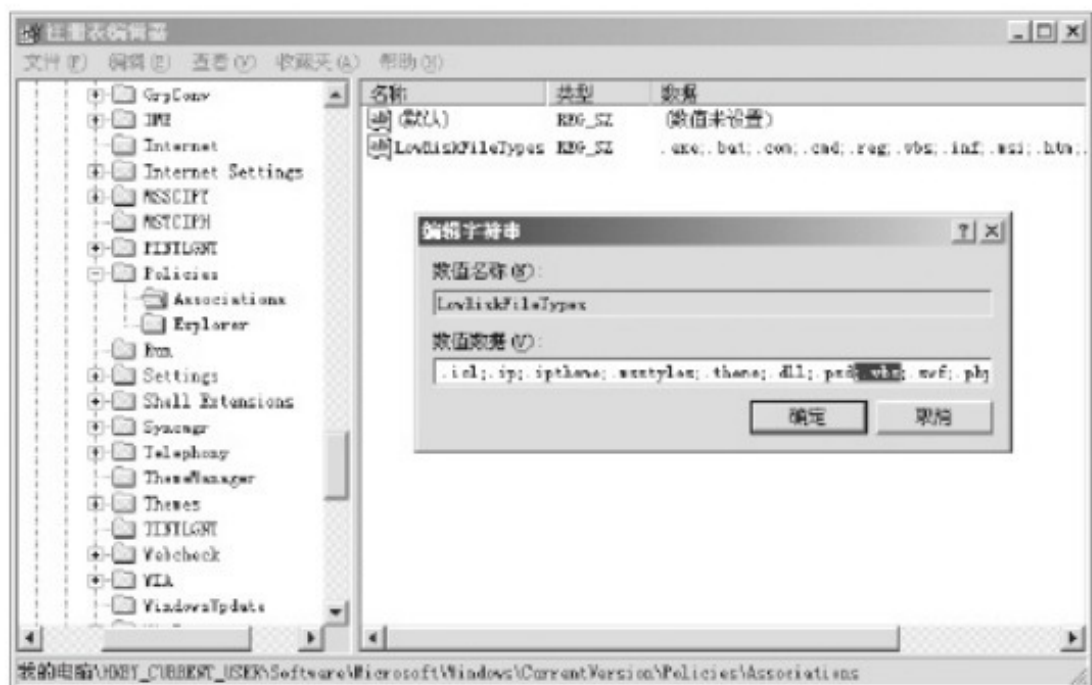 注册表编辑器
文件(F) 编辑(E) 查看(V) 收藏夹(A) 帮助(H)
GrpConv
IME
Internet
Internet Settings
MSSCIPY
MSTCIPH
PINTLGNT
Policies
Associations
Explorer
Run
Settings
Shell Extensions
Syncmgr
Telephony
ThemeManager
Themes
TINTLGNT
Webcheck
WIA
WindowsUpdate
名称 类型 数据
(默认) REG_SZ (数值未设置)
LowRiskFileTypes REG_SZ .exe;.bat;.com;.cmd;.reg;.vbs;.inf;.msi;.htm;.
编辑字符串
数值名称(N):
LowRiskFileTypes
数值数据(V):
.icl;.ip;.iptheme;.msstyles;.theme;.dll;.psd;.vbs;.swf;.php
确定 取消
我的电脑\HKEY_CURRENT_USER\Software\Microsoft\Windows\CurrentVersion\Policies\Associations